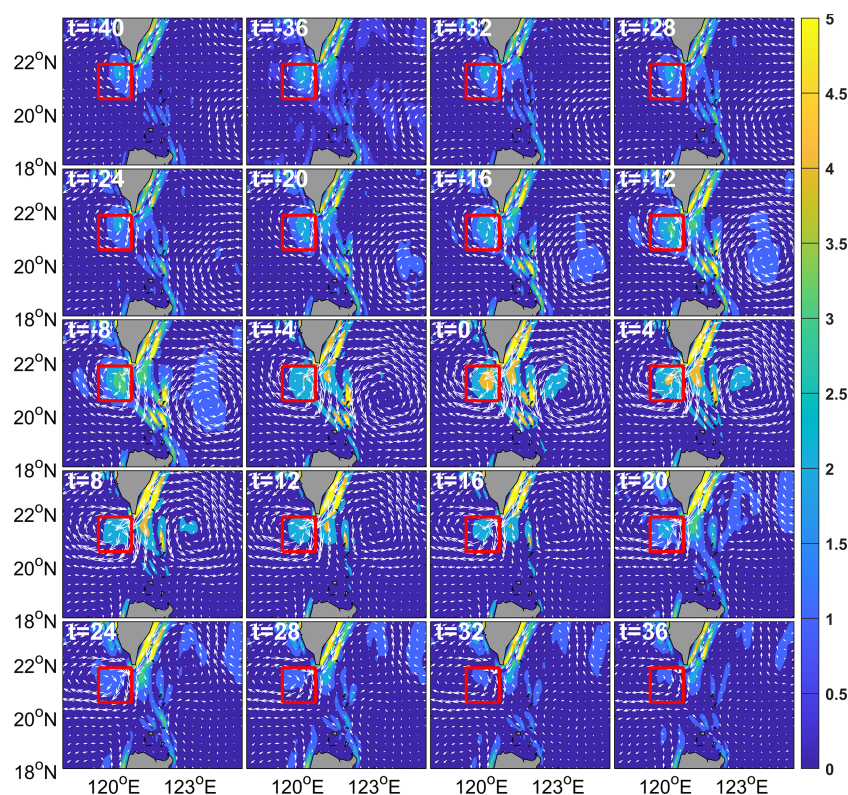 t=-40 t=-36 t=-32 t=-28 5
22°N 4.5
20°N
18°N 4
t=-24 t=-20 t=-16 t=-12
22°N 3.5
20°N
18°N 3
t=-8 t=-4 t=0 t=4
22°N 2.5
20°N
18°N 2
t=8 t=12 t=16 t=20
22°N 1.5
20°N
18°N 1
t=24 t=28 t=32 t=36
22°N 0.5
20°N
18°N 0
120°E 123°E 120°E 123°E 120°E 123°E 120°E 123°E